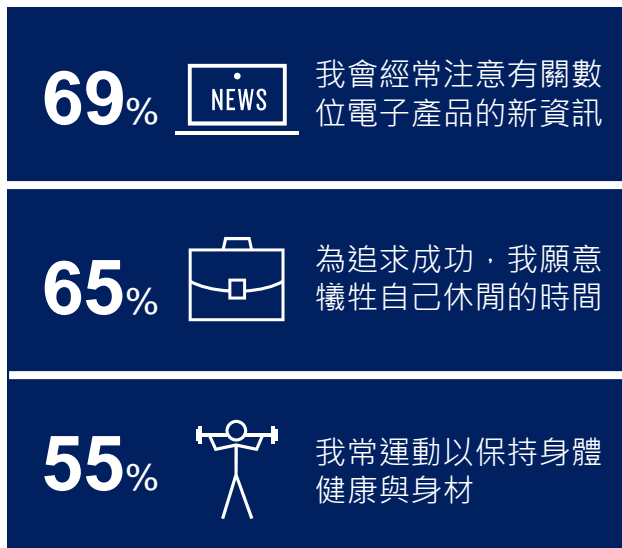 69%
NEWS
我會經常注意有關數
位電子產品的新資訊
65%
為追求成功，我願意
犧牲自己休閒的時間
55%
我常運動以保持身體
健康與身材